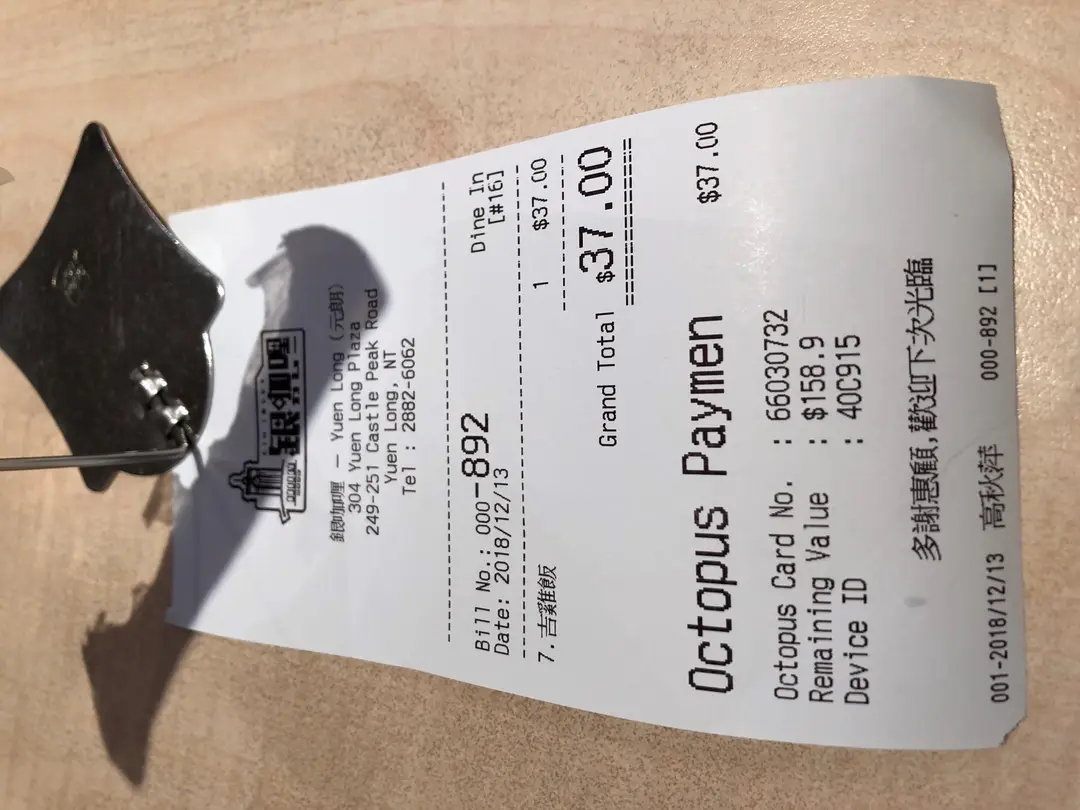 銀咖喱
銀咖喱 – Yuen Long (元朗)
304 Yuen Long Plaza
249-251 Castle Peak Road
Yuen Long, NT
Tel : 2882-6062
Bill No.: 000-892 Dine In
Date: 2018/12/13 [#16]
7.吉雞飯 1 $37.00
Grand Total $37.00
Octopus Paymen $37.00
Octopus Card No. : 66030732
Remaining Value : $158.9
Device ID : 40C915
多謝惠顧,歡迎下次光臨
001-2018/12/13 高秋萍 000-892 [1]